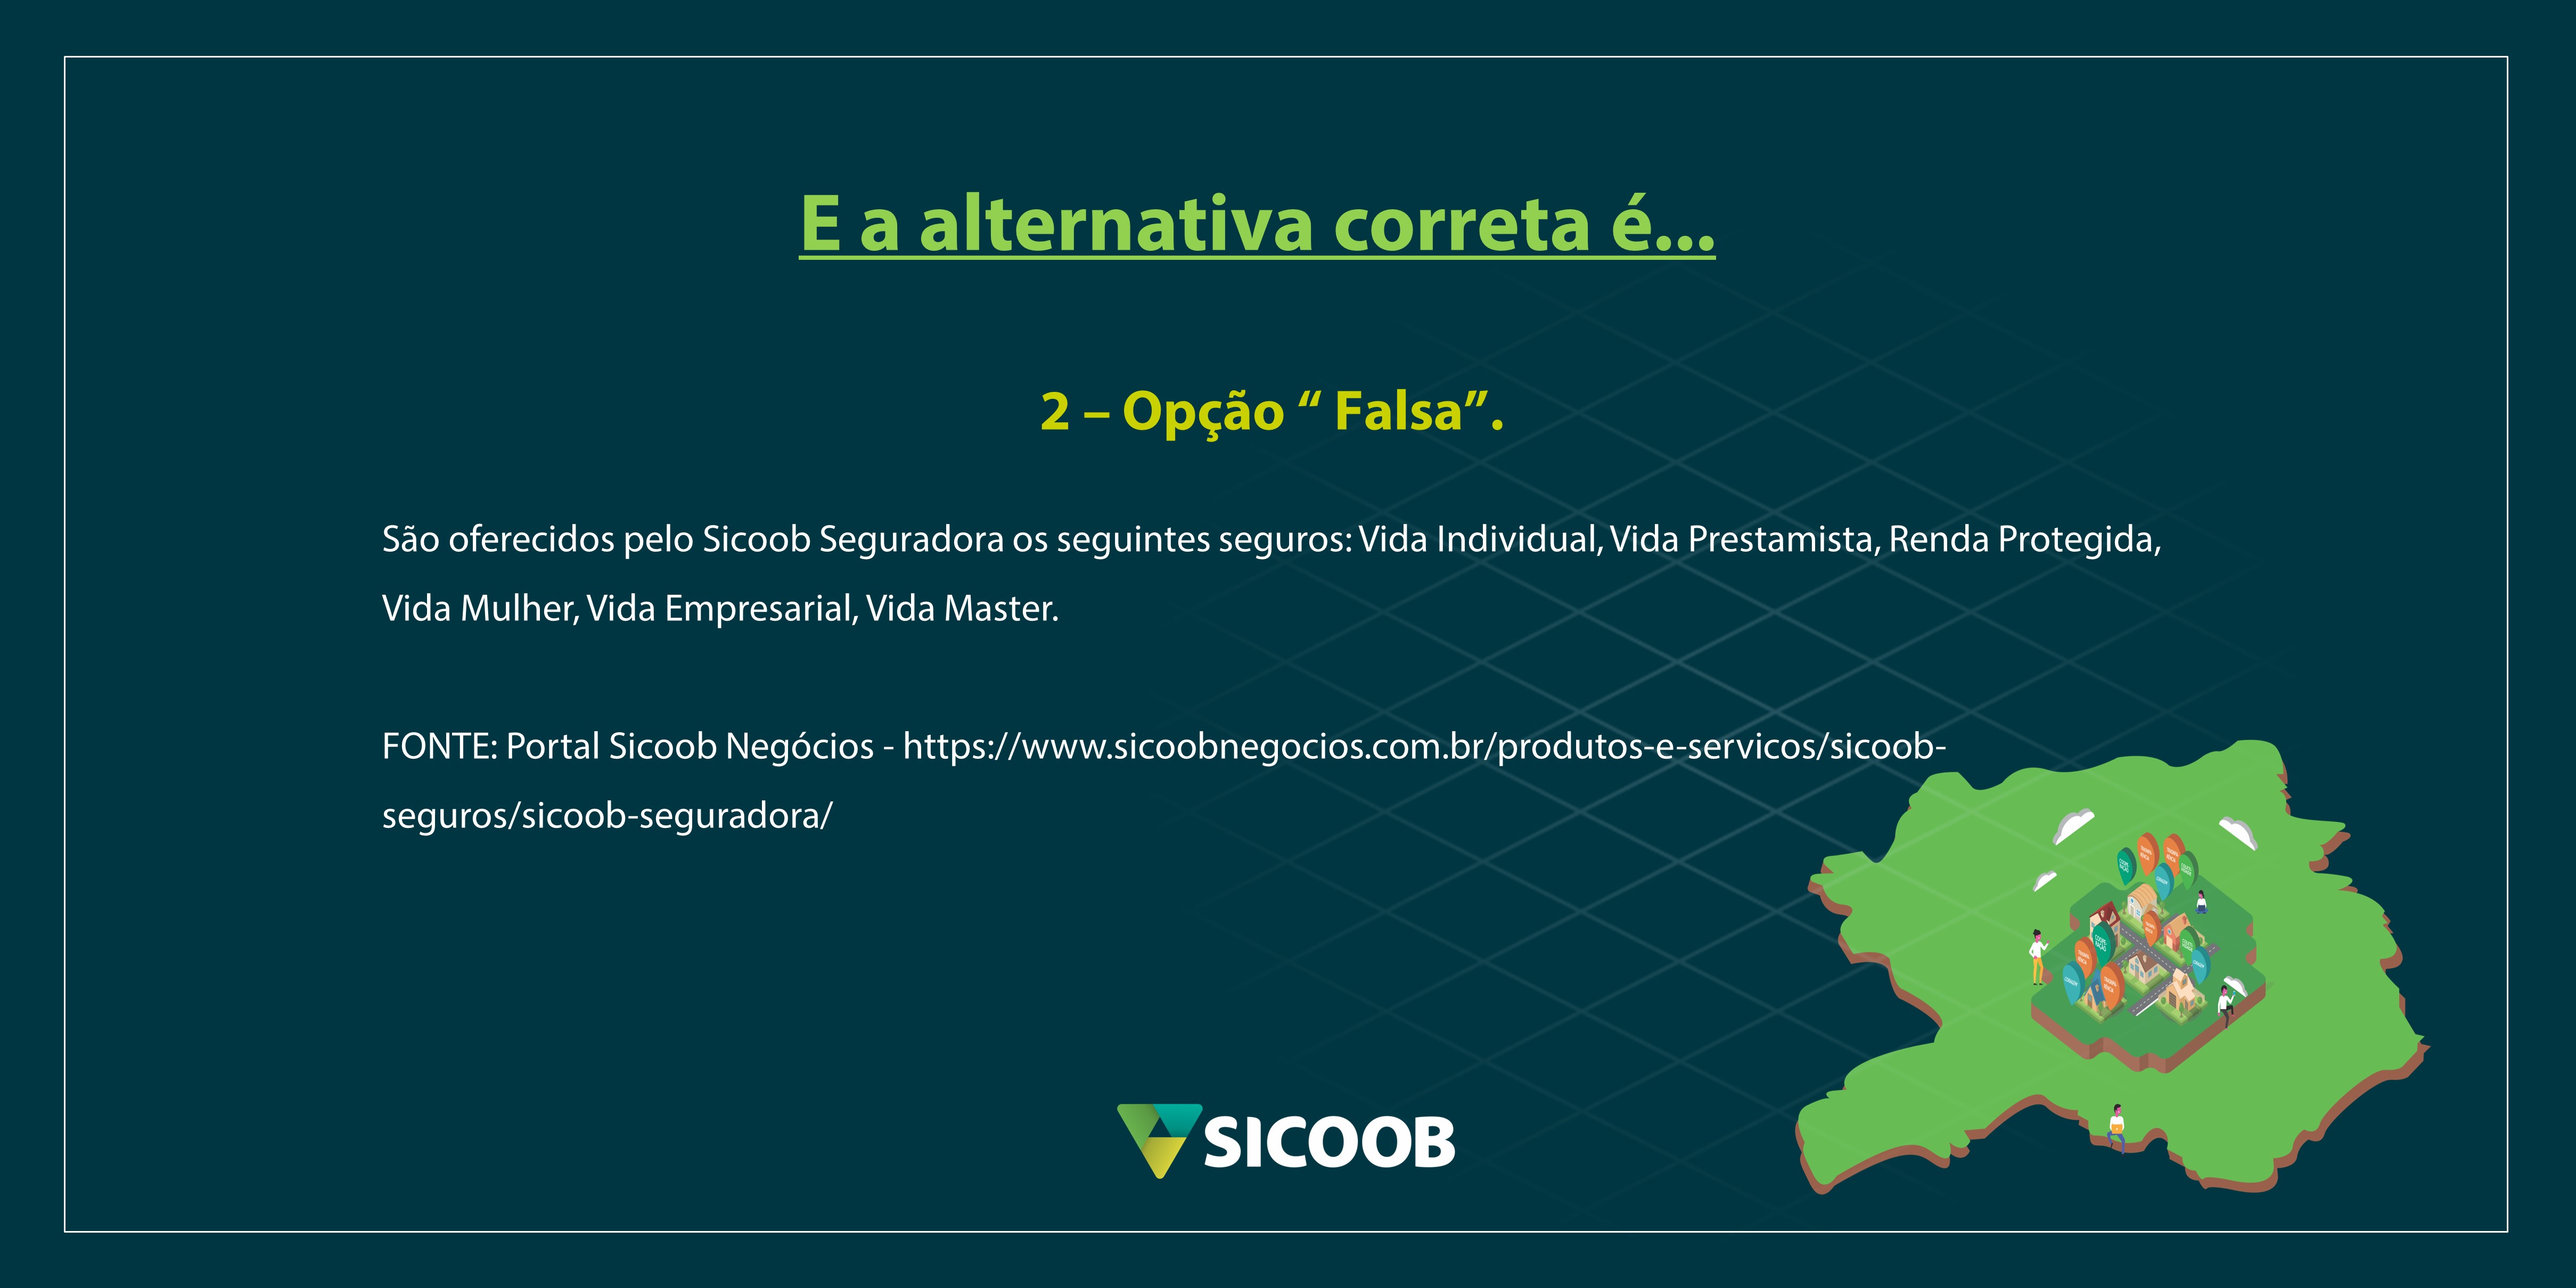 E a alternativa correta é...
2 – Opção “ Falsa”.
São oferecidos pelo Sicoob Seguradora os seguintes seguros: Vida Individual, Vida Prestamista, Renda Protegida,
Vida Mulher, Vida Empresarial, Vida Master.
FONTE: Portal Sicoob Negócios - https://www.sicoobnegocios.com.br/produtos-e-servicos/sicoob-
seguros/sicoob-seguradora/
SICOOB